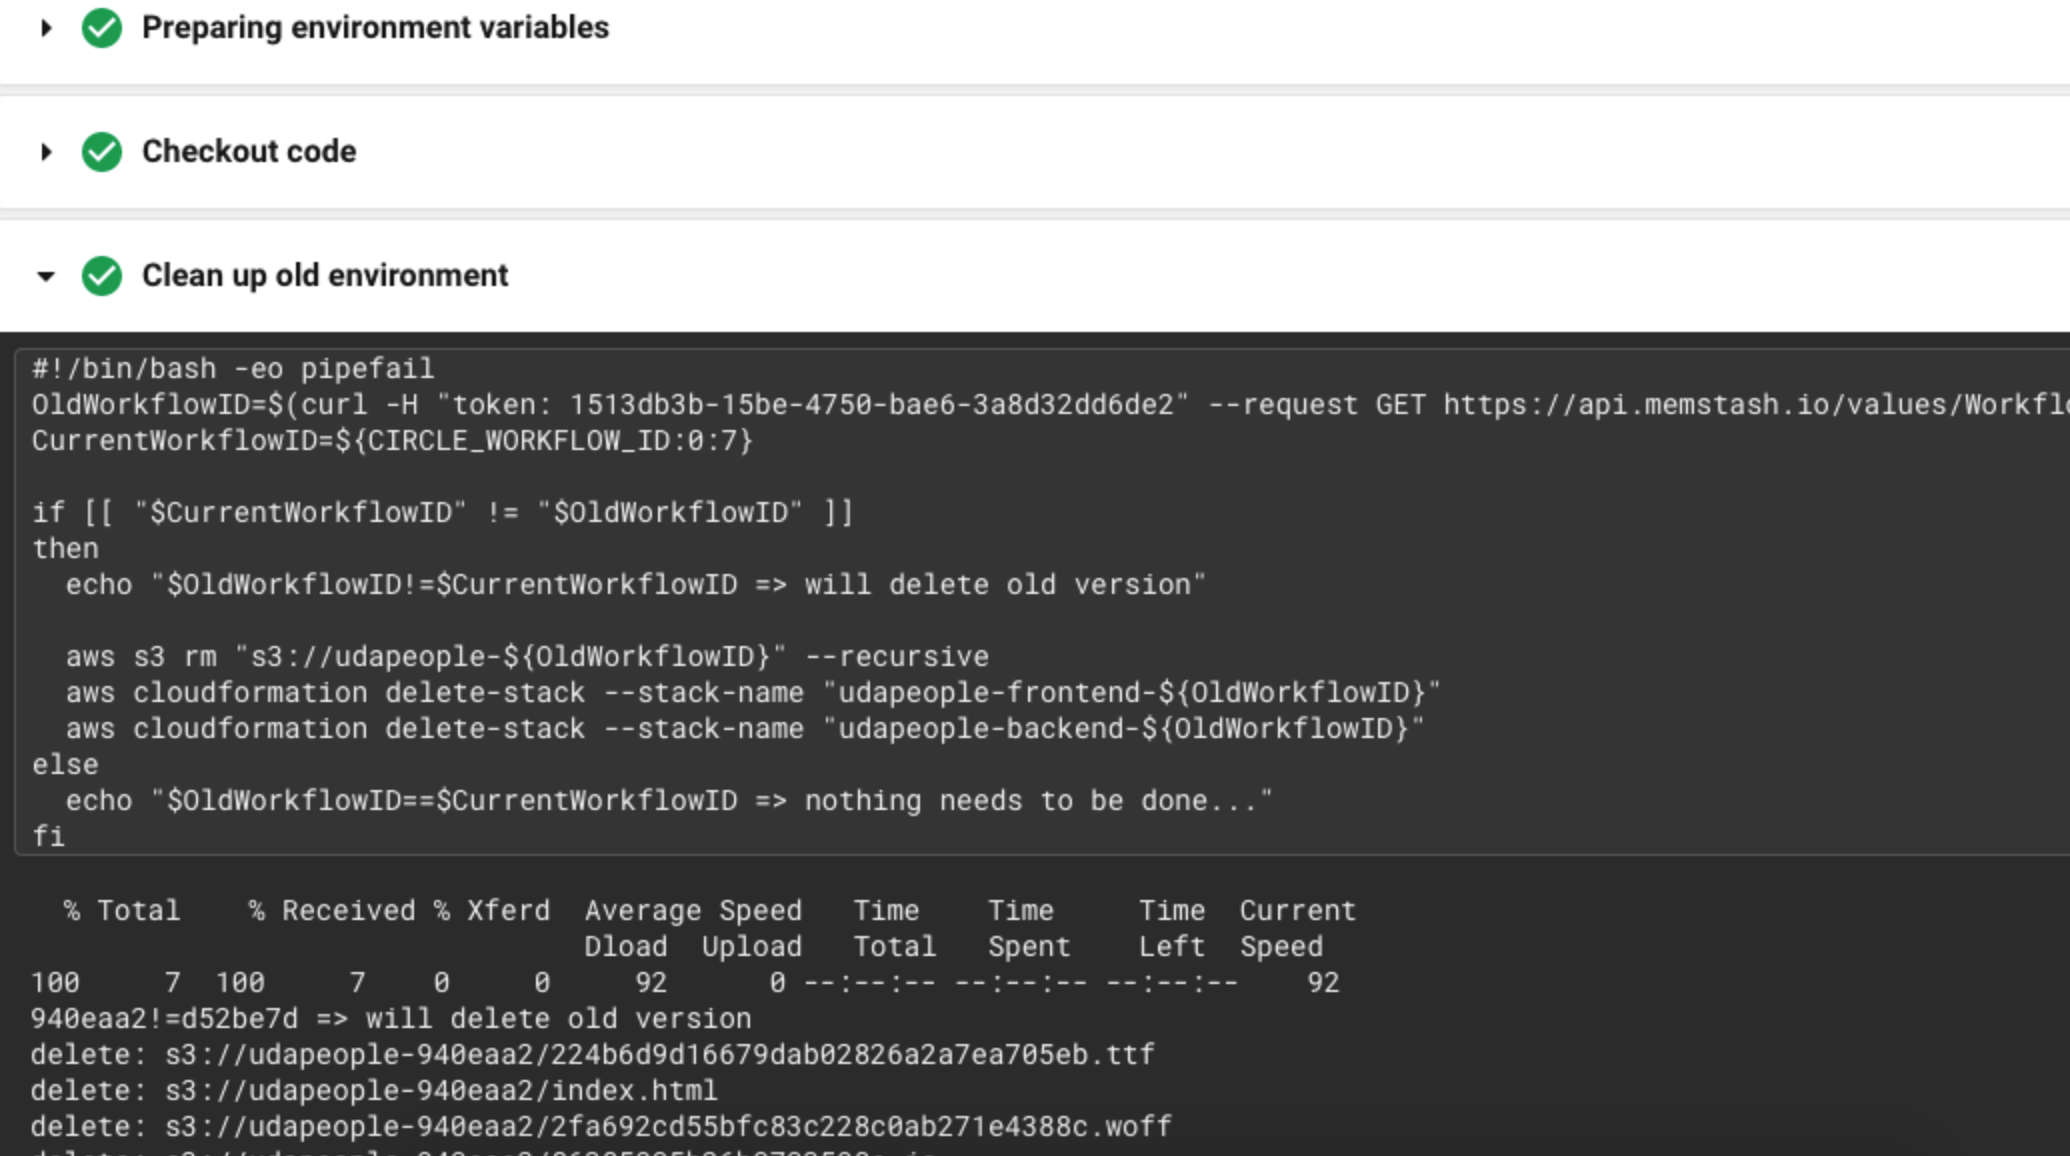 Preparing environment variables
Checkout code
Clean up old environment
#!/bin/bash -eo pipefail
OldWorkflowID=$(curl -H "token: 1513db3b-15be-4750-bae6-3a8d32dd6de2" --request GET https://api.memstash.io/values/Workflo
CurrentWorkflowID=${CIRCLE_WORKFLOW_ID:0:7}
if [[ "$CurrentWorkflowID" != "$OldWorkflowID" ]]
then
  echo "$OldWorkflowID!=$CurrentWorkflowID => will delete old version"
  aws s3 rm "s3://udapeople-${OldWorkflowID}" --recursive
  aws cloudformation delete-stack --stack-name "udapeople-frontend-${OldWorkflowID}"
  aws cloudformation delete-stack --stack-name "udapeople-backend-${OldWorkflowID}"
else
  echo "$OldWorkflowID==$CurrentWorkflowID => nothing needs to be done..."
fi
  % Total    % Received % Xferd  Average Speed   Time    Time     Time  Current
                                 Dload  Upload   Total   Spent    Left  Speed
100     7  100     7    0     0     92      0 --:--:-- --:--:-- --:--:--    92
940eaa2!=d52be7d => will delete old version
delete: s3://udapeople-940eaa2/224b6d9d16679dab02826a2a7ea705eb.ttf
delete: s3://udapeople-940eaa2/index.html
delete: s3://udapeople-940eaa2/2fa692cd55bfc83c228c0ab271e4388c.woff